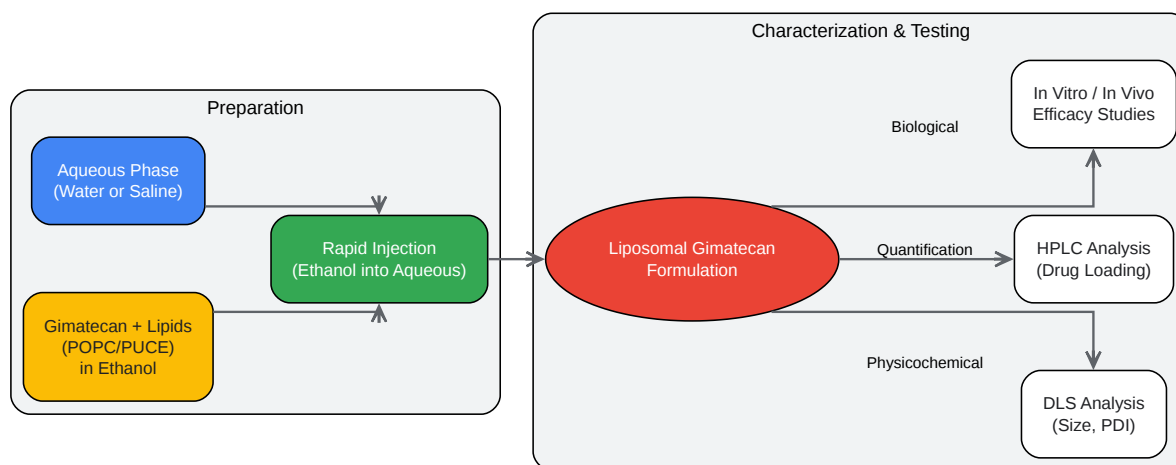 Preparation
Aqueous Phase
(Water or Saline)
Gimatecan + Lipids
(POPC/PUCE)
in Ethanol
Rapid Injection
(Ethanol into Aqueous)
Characterization & Testing
Liposomal Gimatecan
Formulation
Biological
In Vitro / In Vivo
Efficacy Studies
Quantification
HPLC Analysis
(Drug Loading)
Physicochemical
DLS Analysis
(Size, PDI)